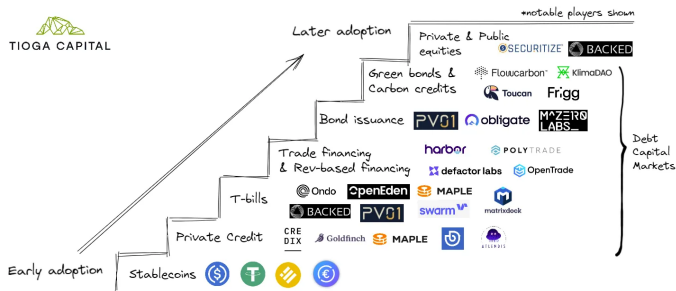 *notable players shown
TIOGA CAPITAL
Later adoption
Private & Public
equities
SECURITIZE
BACKED
Green bonds &
Carbon credits
Flowcarbon
KlimaDAO
Toucan
Frigg
Bond issuance
PV01
obligate
MΛZERO
LABS_
Debt
Capital
Markets
Trade financing
& Rev-based financing
harbor
POLYTRADE
defactor labs
OpenTrade
T-bills
Ondo
OPENEDEN
MAPLE
BACKED
PV01
swarm
matrixdock
Private Credit
CRE
DIX
Goldfinch
MAPLE
Early adoption
Stablecoins